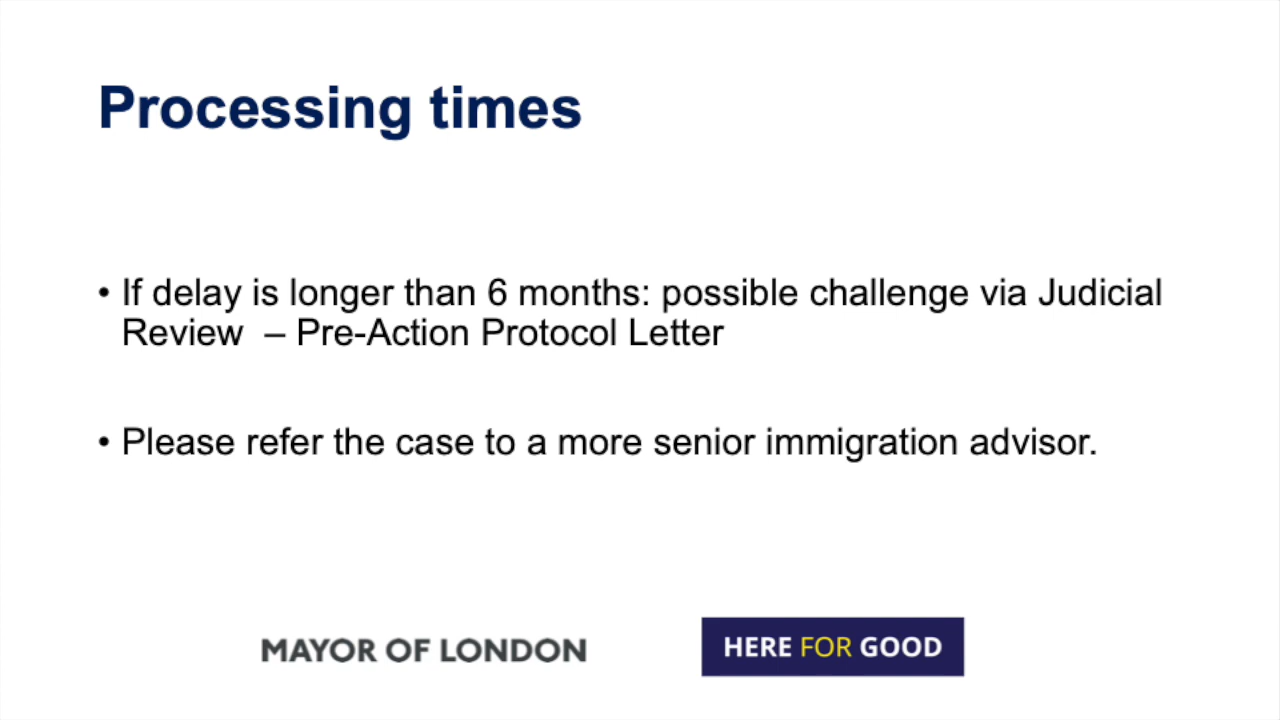 Processing times
• If delay is longer than 6 months: possible challenge via Judicial
Review  – Pre-Action Protocol Letter
• Please refer the case to a more senior immigration advisor.
MAYOR OF LONDON
HERE FOR GOOD